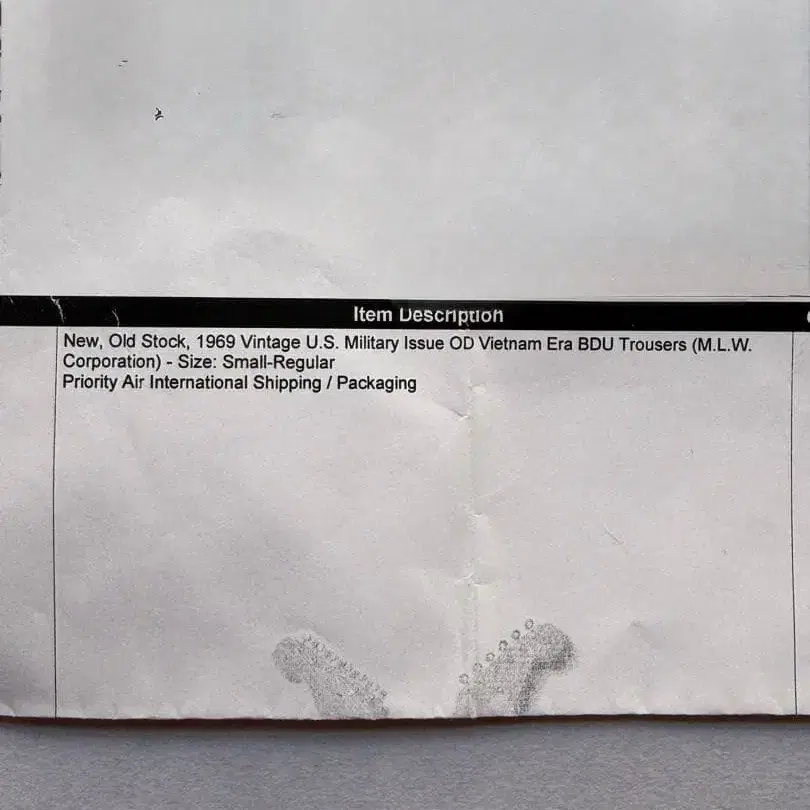 Item Description
New, Old Stock, 1969 Vintage U.S. Military Issue OD Vietnam Era BDU Trousers (M.L.W.
Corporation) - Size: Small-Regular
Priority Air International Shipping / Packaging